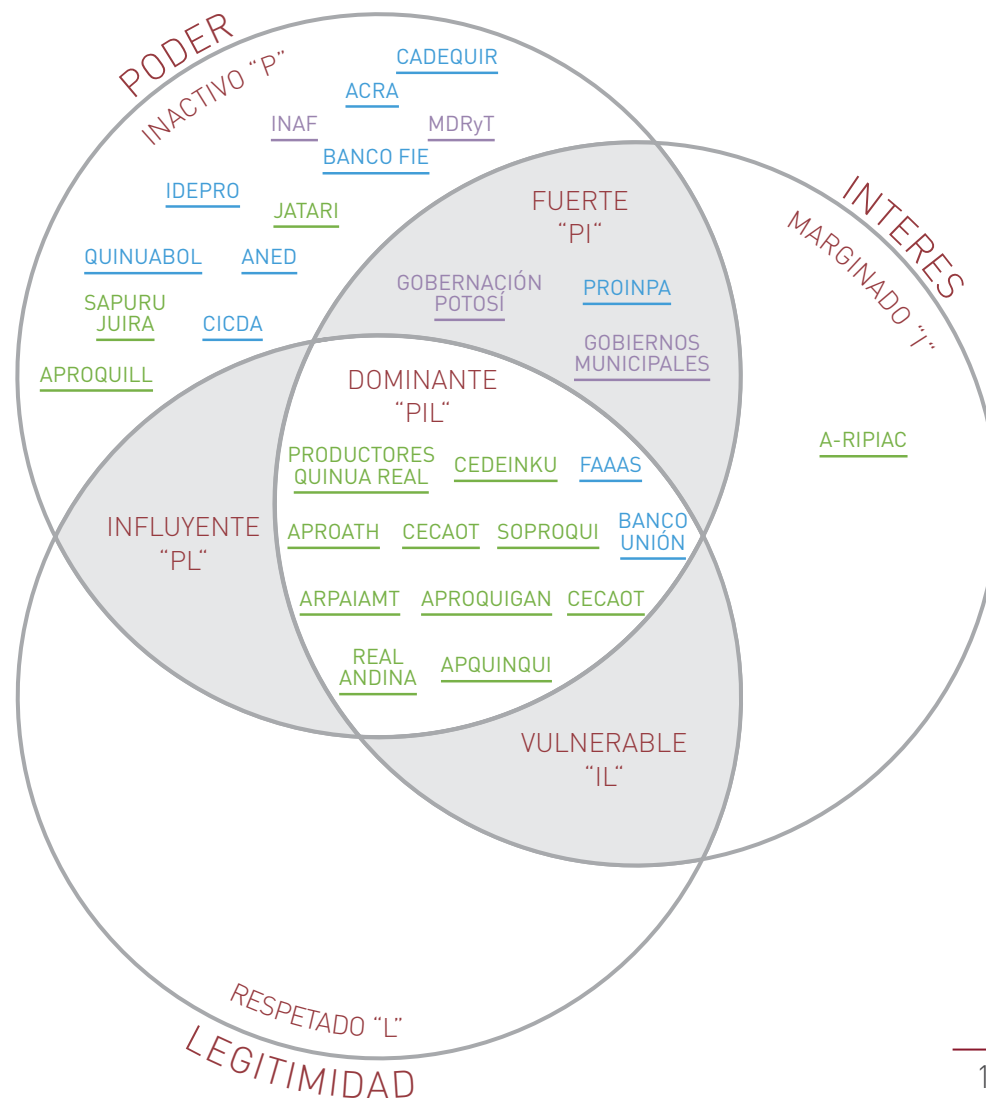 PODER
INACTIVO “P”
CADEQUIR
ACRA
INAF
MDRyT
BANCO FIE
IDEPRO
JATARI
QUINUABOL
ANED
SAPURU
JUIRA
CICDA
APROQUILL
FUERTE
“PI“
GOBERNACIÓN
POTOSÍ
PROINPA
GOBIERNOS
MUNICIPALES
INTERES
MARGINADO “I”
A-RIPIAC
DOMINANTE
“PIL”
PRODUCTORES
QUINUA REAL
CEDEINKU
FAAAS
APROATH
CECAOT
SOPROQUI
BANCO
UNIÓN
ARPAIAMT
APROQUIGAN
CECAOT
REAL
ANDINA
APQUINQUI
INFLUYENTE
“PL“
VULNERABLE
“IL“
RESPETADO “L”
LEGITIMIDAD
1